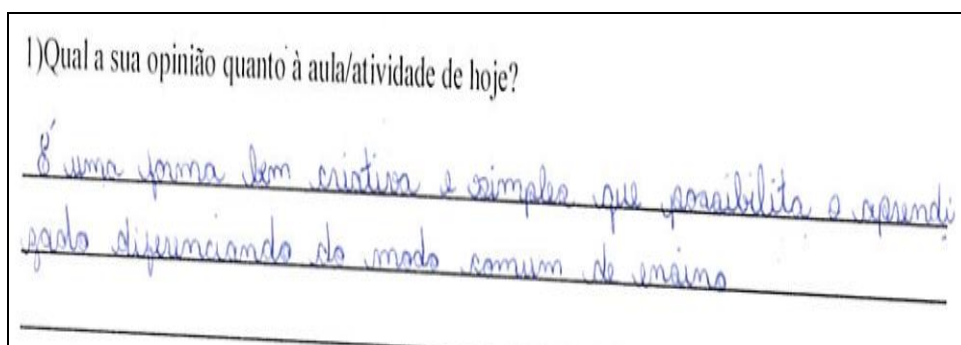 1)Qual a sua opinião quanto à aula/atividade de hoje?
É uma forma bem criativa e simples que possibilita o aprendi
zado diferenciando do modo comum de ensino